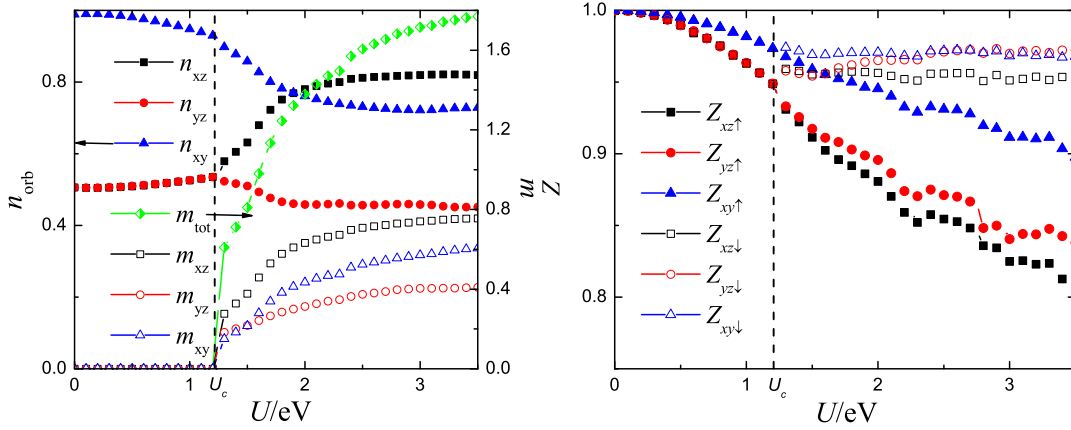 n_orb
0.8
0.4
0.0
n_xz
n_yz
n_xy
m_tot
m_xz
m_yz
m_xy
0 1 U_c 2 3
U/eV
1.8
1.4
1.0
0.8
0.4
0.0
m
Z
1.0
0.9
0.8
Z_xz↑
Z_yz↑
Z_xy↑
Z_xz↓
Z_yz↓
Z_xy↓
0 1 U_c 2 3
U/eV